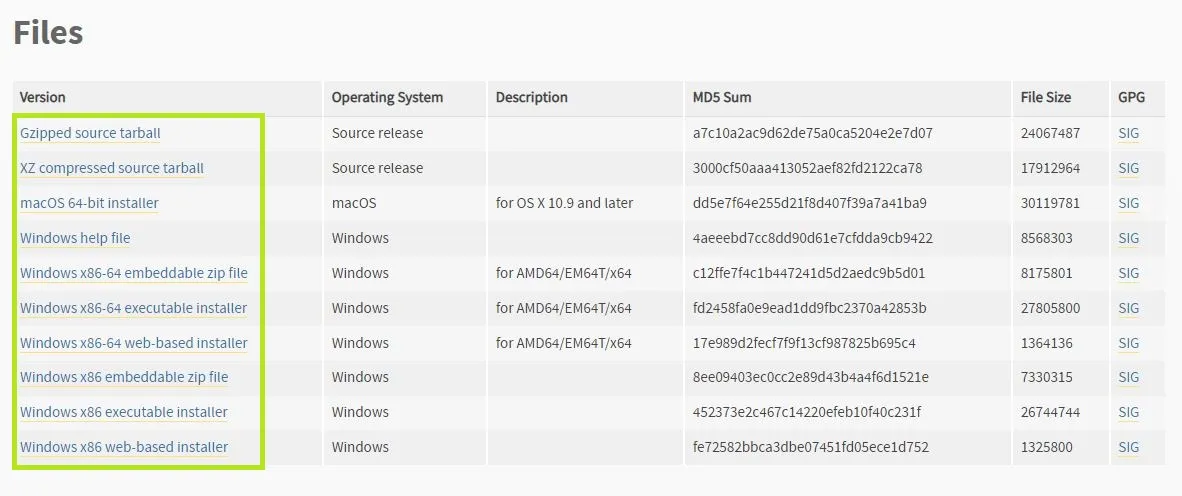 Files
Version Operating System Description MD5 Sum File Size GPG
Gzipped source tarball Source release a7c10a2ac9d62de75a0ca5204e2e7d07 24067487 SIG
XZ compressed source tarball Source release 3000cf50aaa413052aef82fd2122ca78 17912964 SIG
macOS 64-bit installer macOS for OS X 10.9 and later dd5e7f64e255d21f8d407f39a7a41ba9 30119781 SIG
Windows help file Windows 4aeeebd7cc8dd90d61e7cfdda9cb9422 8568303 SIG
Windows x86-64 embeddable zip file Windows for AMD64/EM64T/x64 c12ffe7f4c1b447241d5d2aedc9b5d01 8175801 SIG
Windows x86-64 executable installer Windows for AMD64/EM64T/x64 fd2458fa0e9ead1dd9fbc2370a42853b 27805800 SIG
Windows x86-64 web-based installer Windows for AMD64/EM64T/x64 17e989d2fecf7f9f13cf987825b695c4 1364136 SIG
Windows x86 embeddable zip file Windows 8ee09403ec0cc2e89d43b4a4f6d1521e 7330315 SIG
Windows x86 executable installer Windows 452373e2c467c14220efeb10f40c231f 26744744 SIG
Windows x86 web-based installer Windows fe72582bbca3dbe07451fd05ece1d752 1325800 SIG